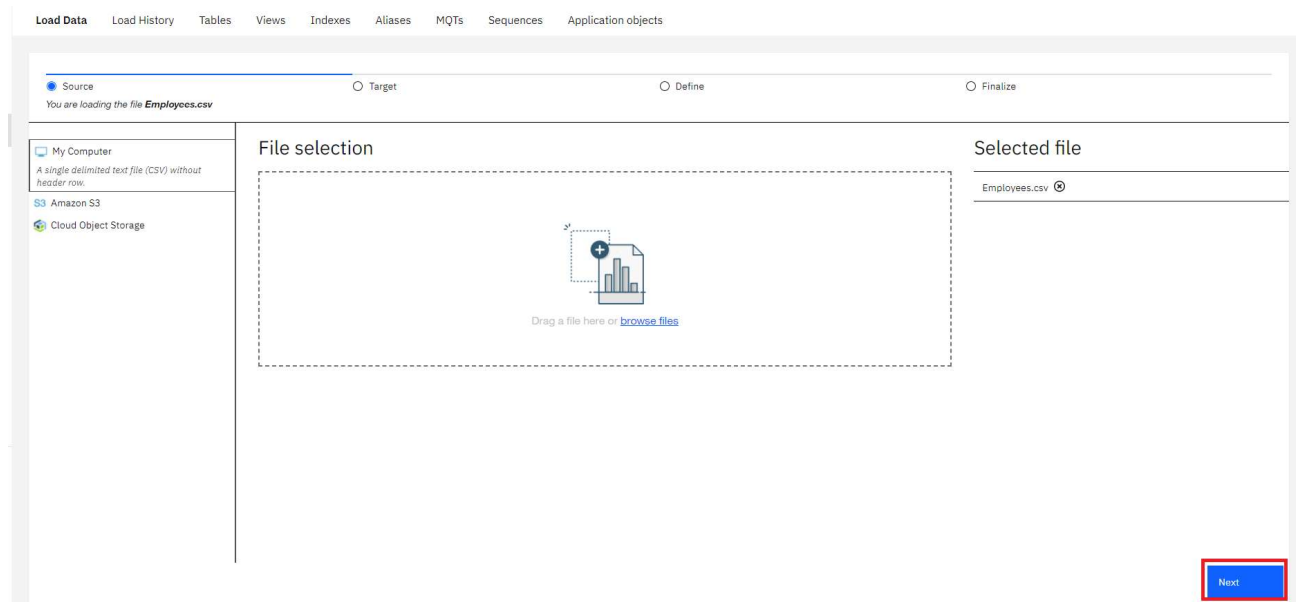 Load Data Load History Tables Views Indexes Aliases MQTs Sequences Application objects
Source Target Define Finalize
You are loading the file Employees.csv
My Computer
A single delimited text file (CSV) without
header row.
S3 Amazon S3
Cloud Object Storage
File selection
Drag a file here or browse files
Selected file
Employees.csv
Next